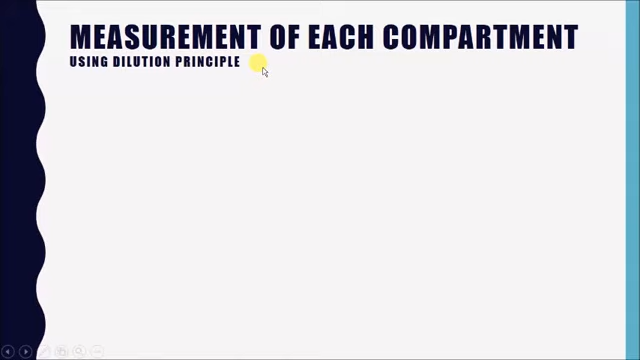 MEASUREMENT OF EACH COMPARTMENT
USING DILUTION PRINCIPLE